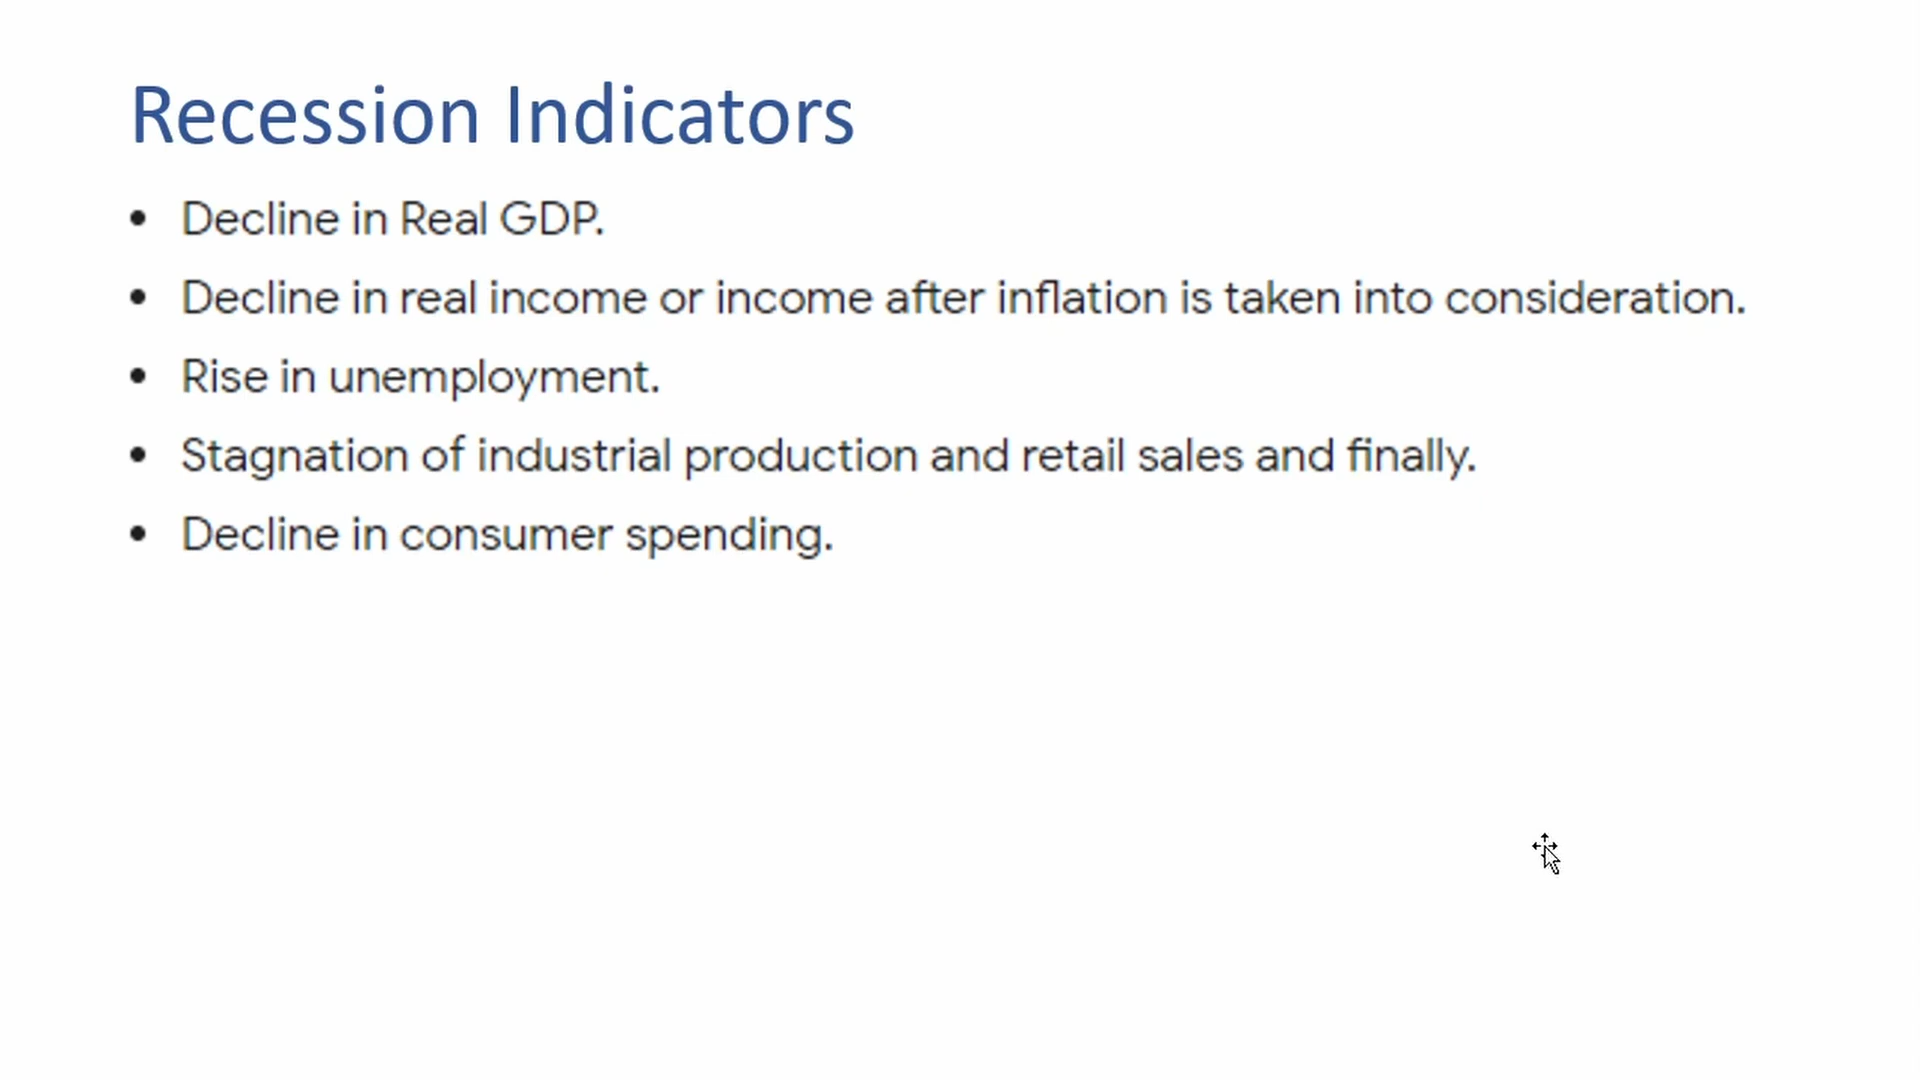 Recession Indicators
• Decline in Real GDP.
• Decline in real income or income after inflation is taken into consideration.
• Rise in unemployment.
• Stagnation of industrial production and retail sales and finally.
• Decline in consumer spending.